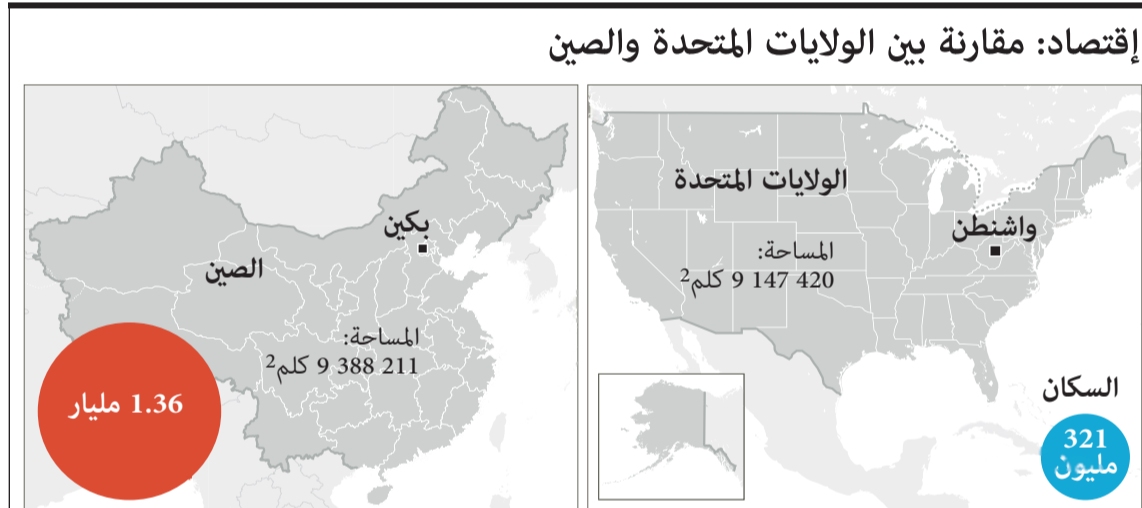 إقتصاد: مقارنة بين الولايات المتحدة والصين
الولايات المتحدة
واشنطن
المساحة:
9 147 420 كلم²
السكان
321
مليون
بكين
الصين
المساحة:
9 388 211 كلم²
1.36 مليار